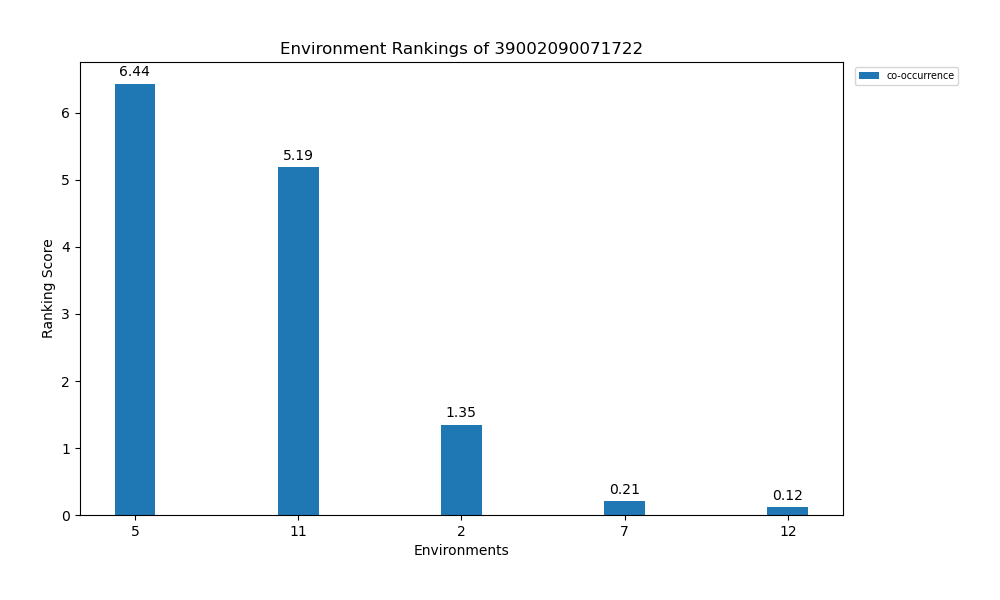 Environment Rankings of 39002090071722
co-occurrence
6.44
5.19
1.35
0.21
0.12
Ranking Score
6
5
4
3
2
1
0
5 11 2 7 12
Environments